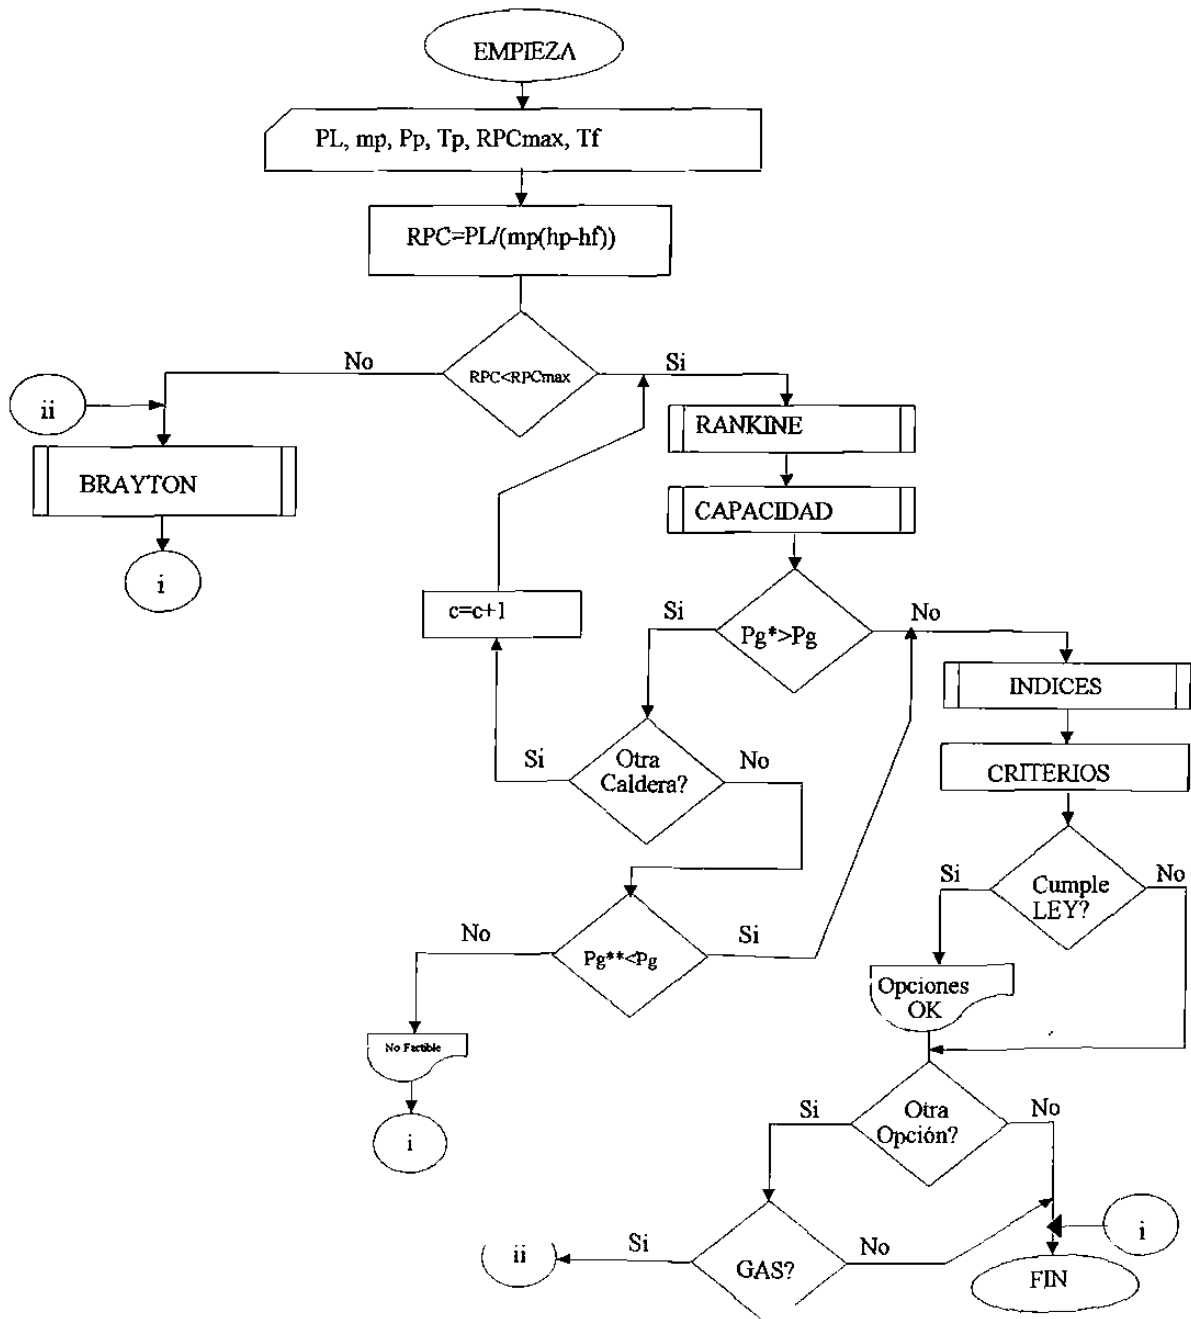 EMPIEZA
PL, mp, Pp, Tp, RPCmax, Tf
RPC=PL/(mp(hp-hf))
No
RPC<RPCmax
Si
ii
RANKINE
BRAYTON
CAPACIDAD
i
c=c+1
Si
Pg*>Pg
No
INDICES
Si
Otra
Caldera?
No
CRITERIOS
Si
Cumple
LEY?
No
No
Pg**<Pg
Si
Opciones
OK
No Factible
i
Si
Otra
Opción?
No
i
ii
Si
GAS?
No
FIN